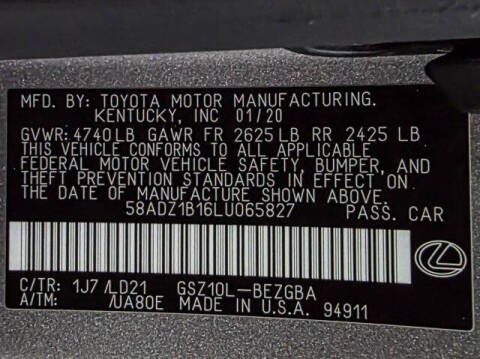 MFD. BY: TOYOTA MOTOR MANUFACTURING.
KENTUCKY, INC 01/20
GVWR: 4740 LB GAWR FR 2625 LB RR 2425 LB
THIS VEHICLE CONFORMS TO ALL APPLICABLE
FEDERAL MOTOR VEHICLE SAFETY, BUMPER, AND
THEFT PREVENTION STANDARDS IN EFFECT ON
THE DATE OF MANUFACTURE SHOWN ABOVE.
58ADZ1B16LU065827 PASS. CAR
C/TR: 1J7 /LD21 GSZ10L-BEZGBA
A/TM: /UA80E MADE IN U.S.A. 94911